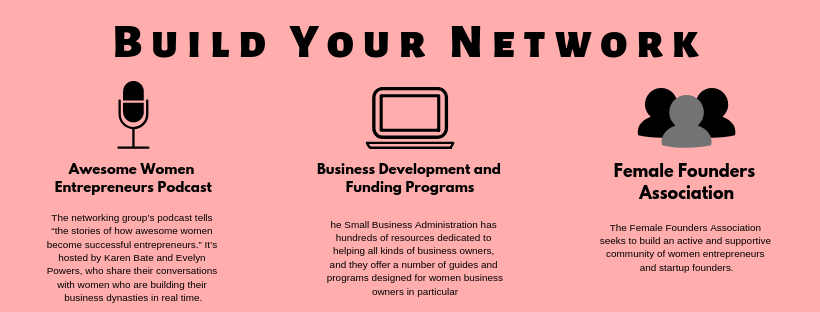 Build Your Network
Awesome Women
Entrepreneurs Podcast
The networking group's podcast tells
"the stories of how awesome women
become successful entrepreneurs." It's
hosted by Karen Bate and Evelyn
Powers, who share their conversations
with women who are building their
business dynasties in real time.
Business Development and
Funding Programs
he Small Business Administration has
hundreds of resources dedicated to
helping all kinds of business owners,
and they offer a number of guides and
programs designed for women business
owners in particular
Female Founders
Association
The Female Founders Association
seeks to build an active and supportive
community of women entrepreneurs
and startup founders.